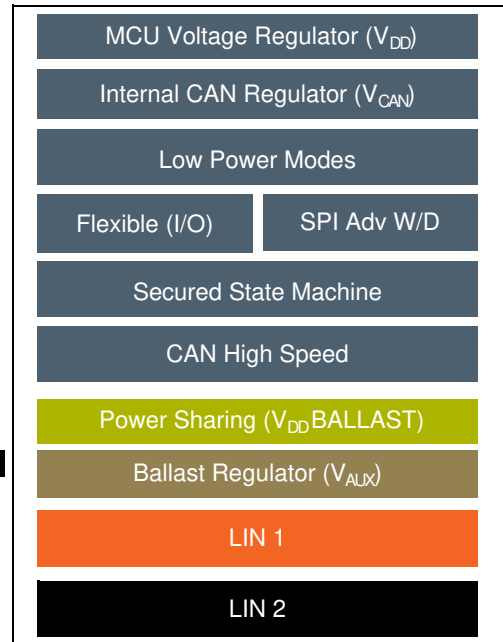 MCU Voltage Regulator (VDD)
Internal CAN Regulator (VCAN)
Low Power Modes
Flexible (I/O)
SPI Adv W/D
Secured State Machine
CAN High Speed
Power Sharing (VDDBALLAST)
Ballast Regulator (VAUX)
LIN 1
LIN 2